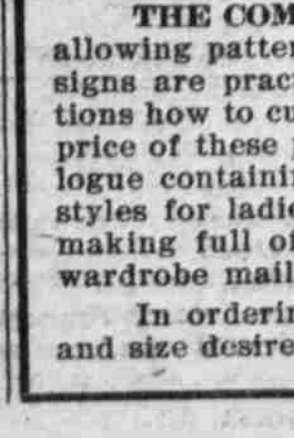 THE COM
allowing patter
signs are prac
tions how to cu
price of these
logue containi
styles for ladie
making full of
wardrobe mail
In orderin
and size desire